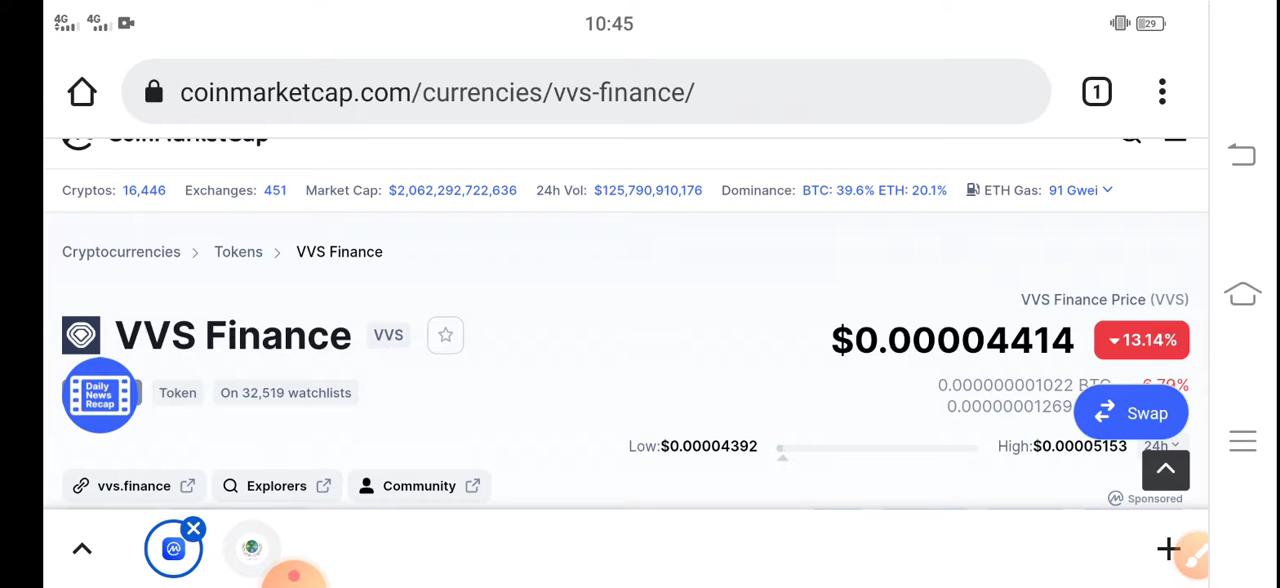 4G 4G 10:45 29
coinmarketcap.com/currencies/vvs-finance/ 1
CoinMarketCap
Cryptos: 16,446 Exchanges: 451 Market Cap: $2,062,292,722,636 24h Vol: $125,790,910,176 Dominance: BTC: 39.6% ETH: 20.1% ETH Gas: 91 Gwei
Cryptocurrencies > Tokens > VVS Finance
VVS Finance Price (VVS)
VVS Finance VVS $0.00004414 13.14%
0.000000001022 BTC 6.79%
Daily News Recap
Token On 32,519 watchlists
0.00000001269
Swap
Low:$0.00004392 High:$0.00005153 24h
vvs.finance Explorers Community
Sponsored